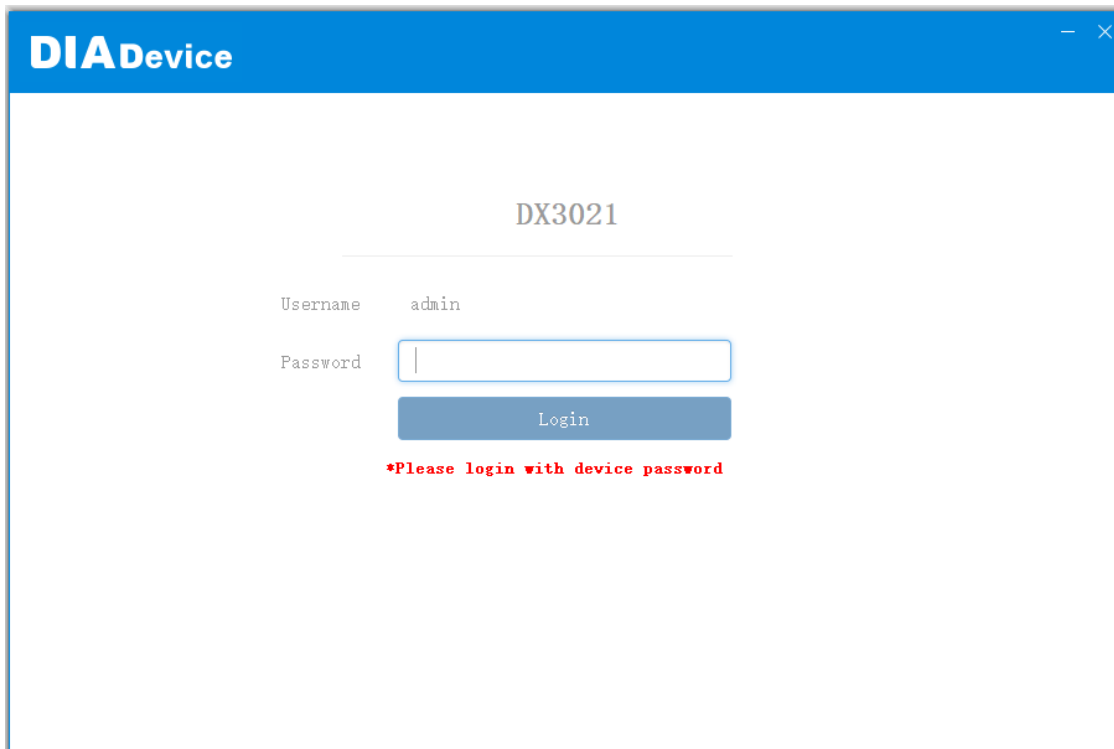 DIADevice
DX3021
Username admin
Password
Login
*Please login with device password